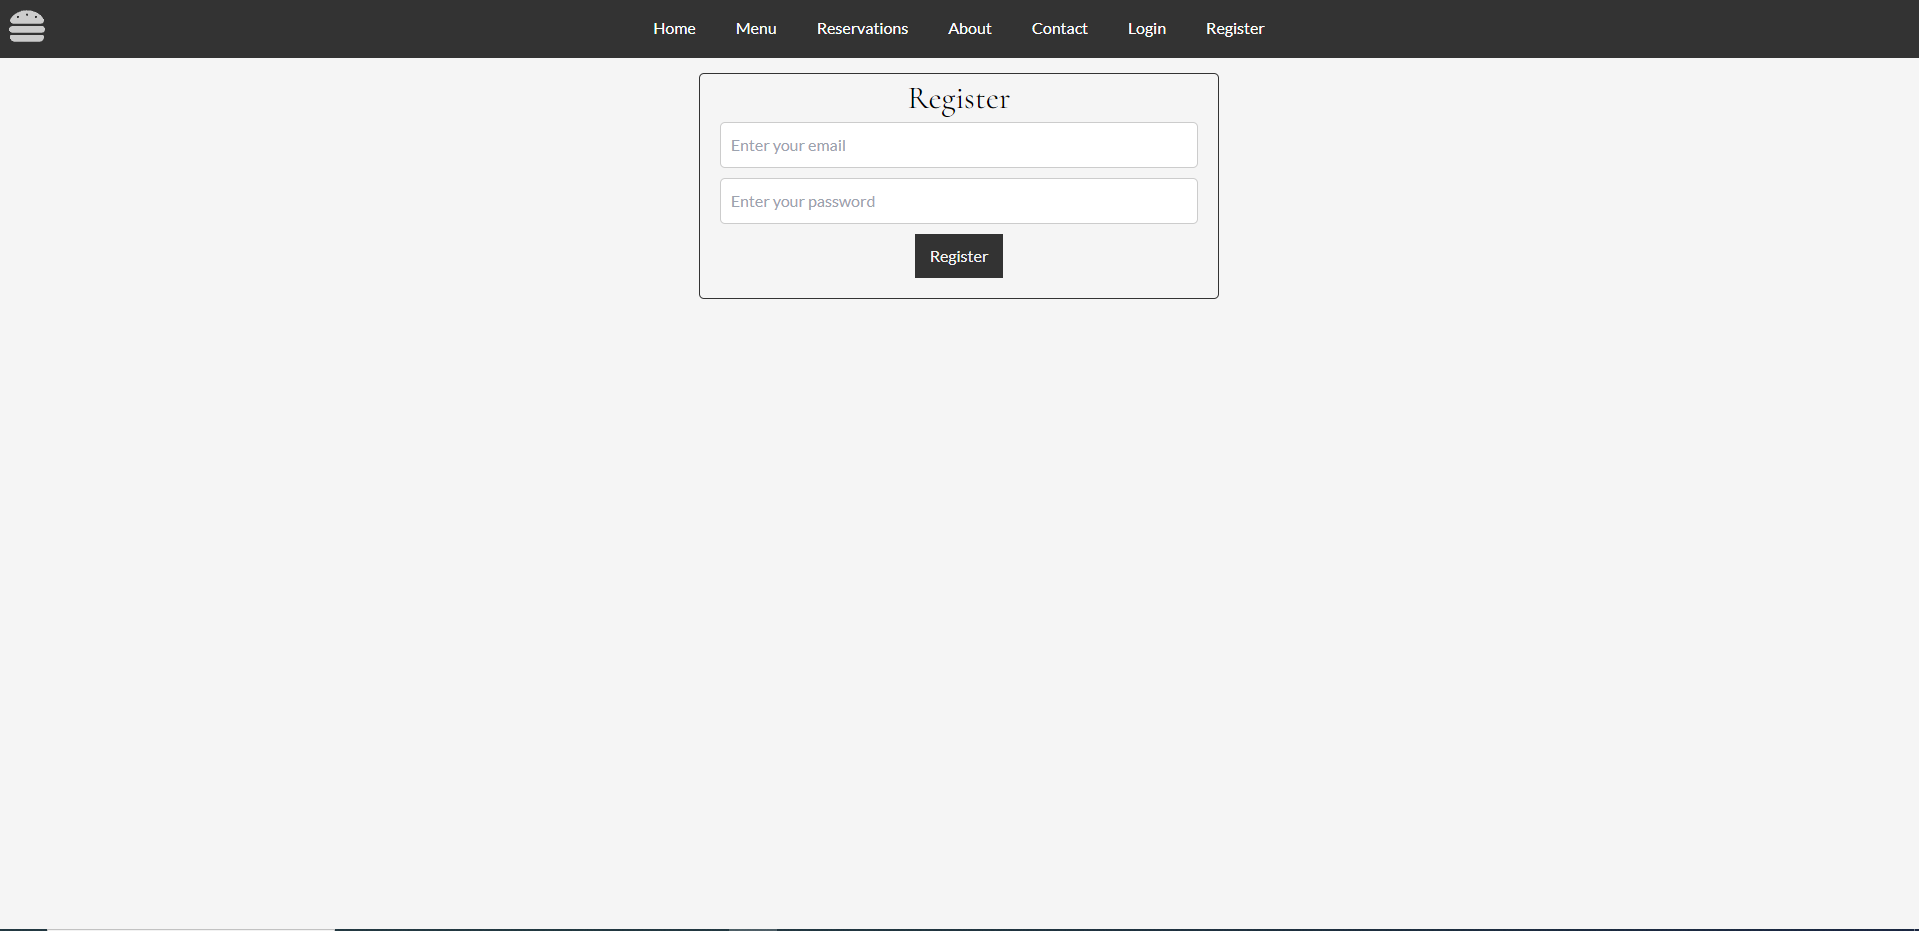 Home Menu Reservations About Contact Login Register
Register
Enter your email
Enter your password
Register